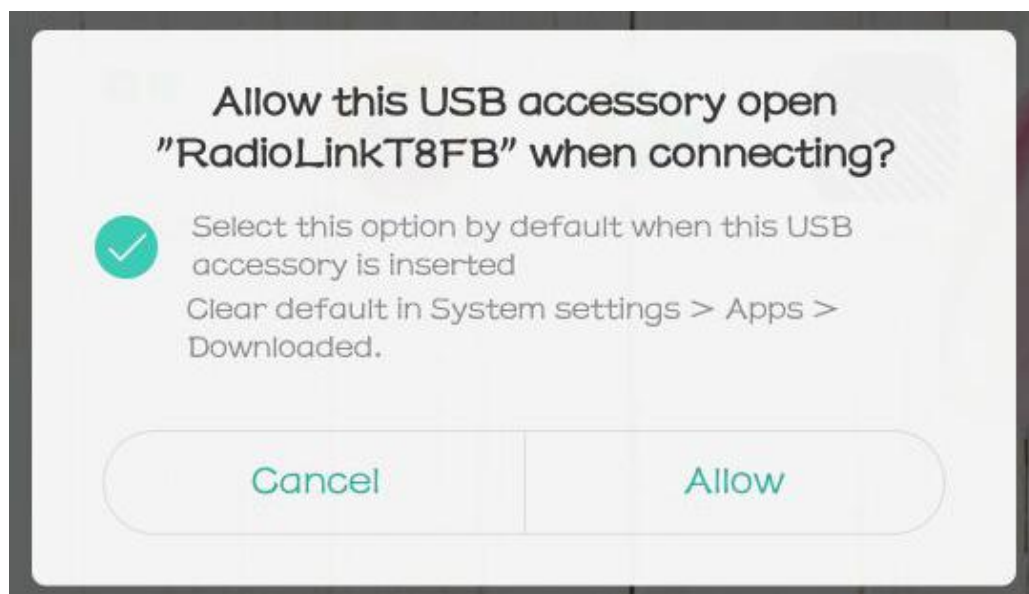 Allow this USB accessory open
"RadioLinkT8FB" when connecting?
Select this option by default when this USB
accessory is inserted
Clear default in System settings > Apps >
Downloaded.
Cancel
Allow